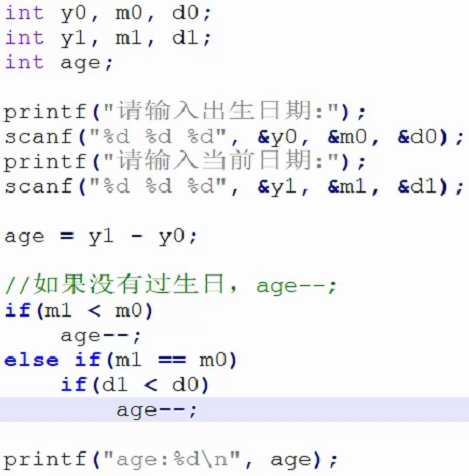 int y0, m0, d0;
int y1, m1, d1;
int age;
printf("请输入出生日期:");
scanf("%d %d %d", &y0, &m0, &d0);
printf("请输入当前日期:");
scanf("%d %d %d", &y1, &m1, &d1);
age = y1 - y0;
//如果没有过生日, age--;
if(m1 < m0)
    age--;
else if(m1 == m0)
    if(d1 < d0)
        age--;
printf("age:%d\n", age);